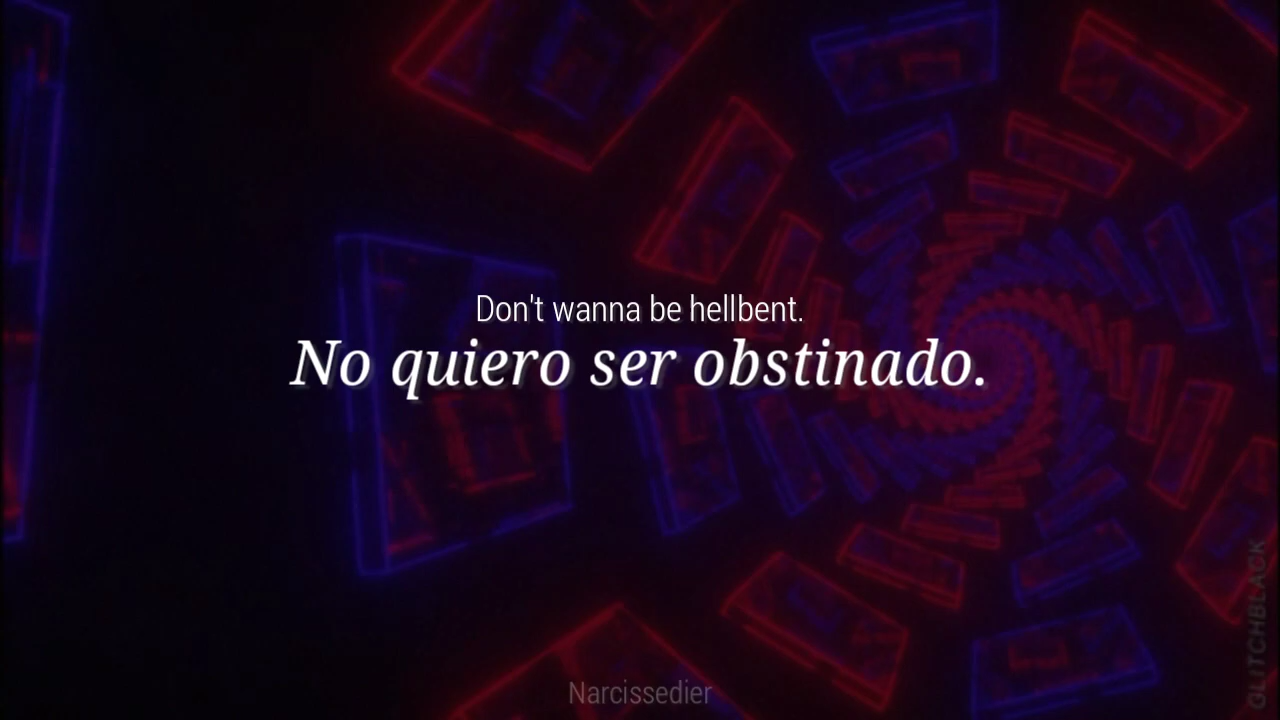 Don't wanna be hellbent.
No quiero ser obstinado.
Narcissedier
GLITCHBLACK